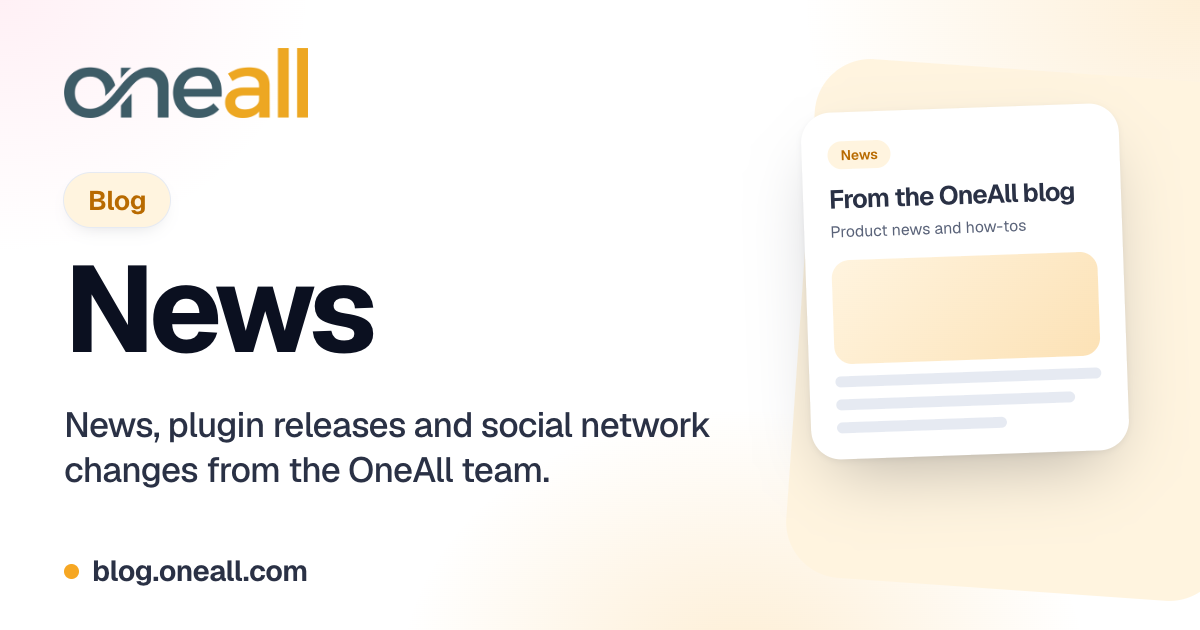 oneall
Blog
News
News, plugin releases and social network
changes from the OneAll team.
blog.oneall.com
News
From the OneAll blog
Product news and how-tos